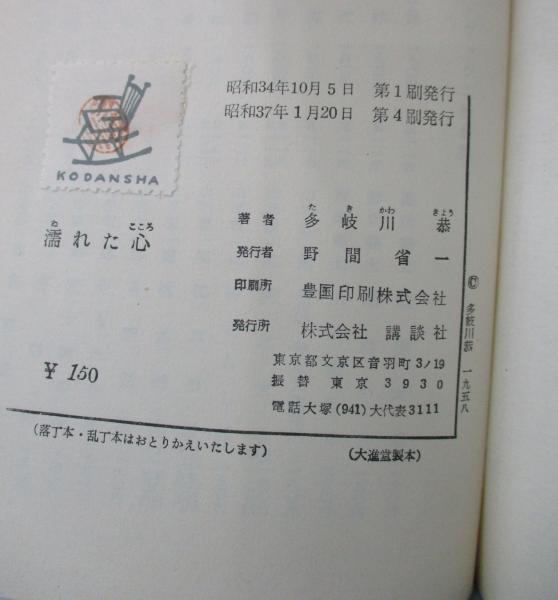 昭和34年10月5日 第1刷発行
昭和37年1月20日 第4刷発行
KODANSHA
ぬ こころ
濡れた心
¥ 150
た き かわ きょう
著者 多岐川 恭
発行者 野間省一
印刷所 豊国印刷株式会社
発行所 株式会社 講談社
東京都文京区音羽町3ノ19
振替 東京 3930
電話大塚(941)大代表3111
© 多岐川恭 一九五八
(落丁本・乱丁本はおとりかえいたします)
(大進堂製本)